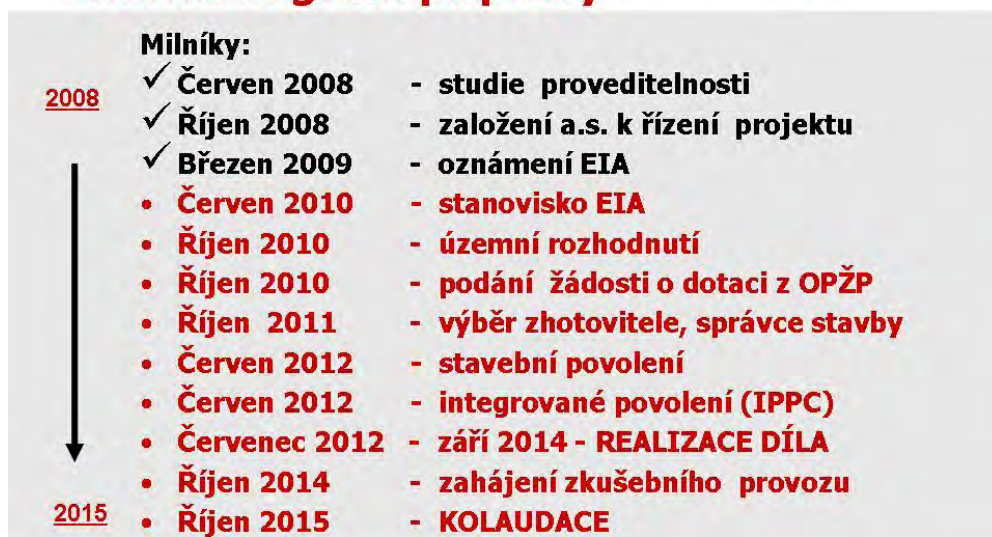 Milníky:
2008
✓ Červen 2008 - studie proveditelnosti
✓ Říjen 2008 - založení a.s. k řízení projektu
✓ Březen 2009 - oznámení EIA
• Červen 2010 - stanovisko EIA
• Říjen 2010 - územní rozhodnutí
• Říjen 2010 - podání žádosti o dotaci z OPŽP
• Říjen 2011 - výběr zhotovitele, správce stavby
• Červen 2012 - stavební povolení
• Červen 2012 - integrované povolení (IPPC)
• Červenec 2012 - září 2014 - REALIZACE DÍLA
• Říjen 2014 - zahájení zkušebního provozu
2015
• Říjen 2015 - KOLAUDACE